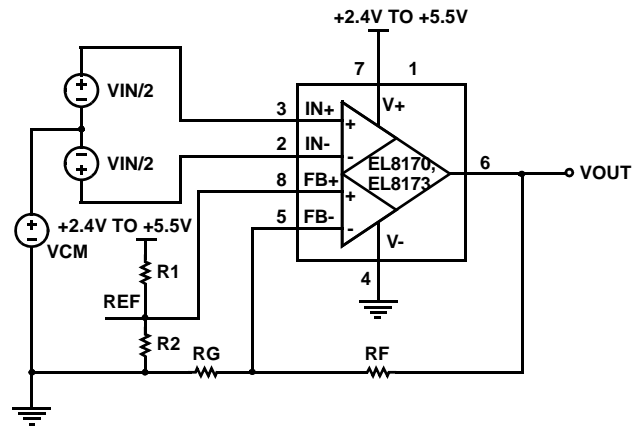 +2.4V TO +5.5V
7 1
VIN/2
3 IN+ V+
+
2 IN- -
VIN/2
EL8170,
EL8173
6
VOUT
8 FB+
+
+2.4V TO +5.5V
5 FB- -
VCM
V-
R1
4
REF
R2
RG
RF